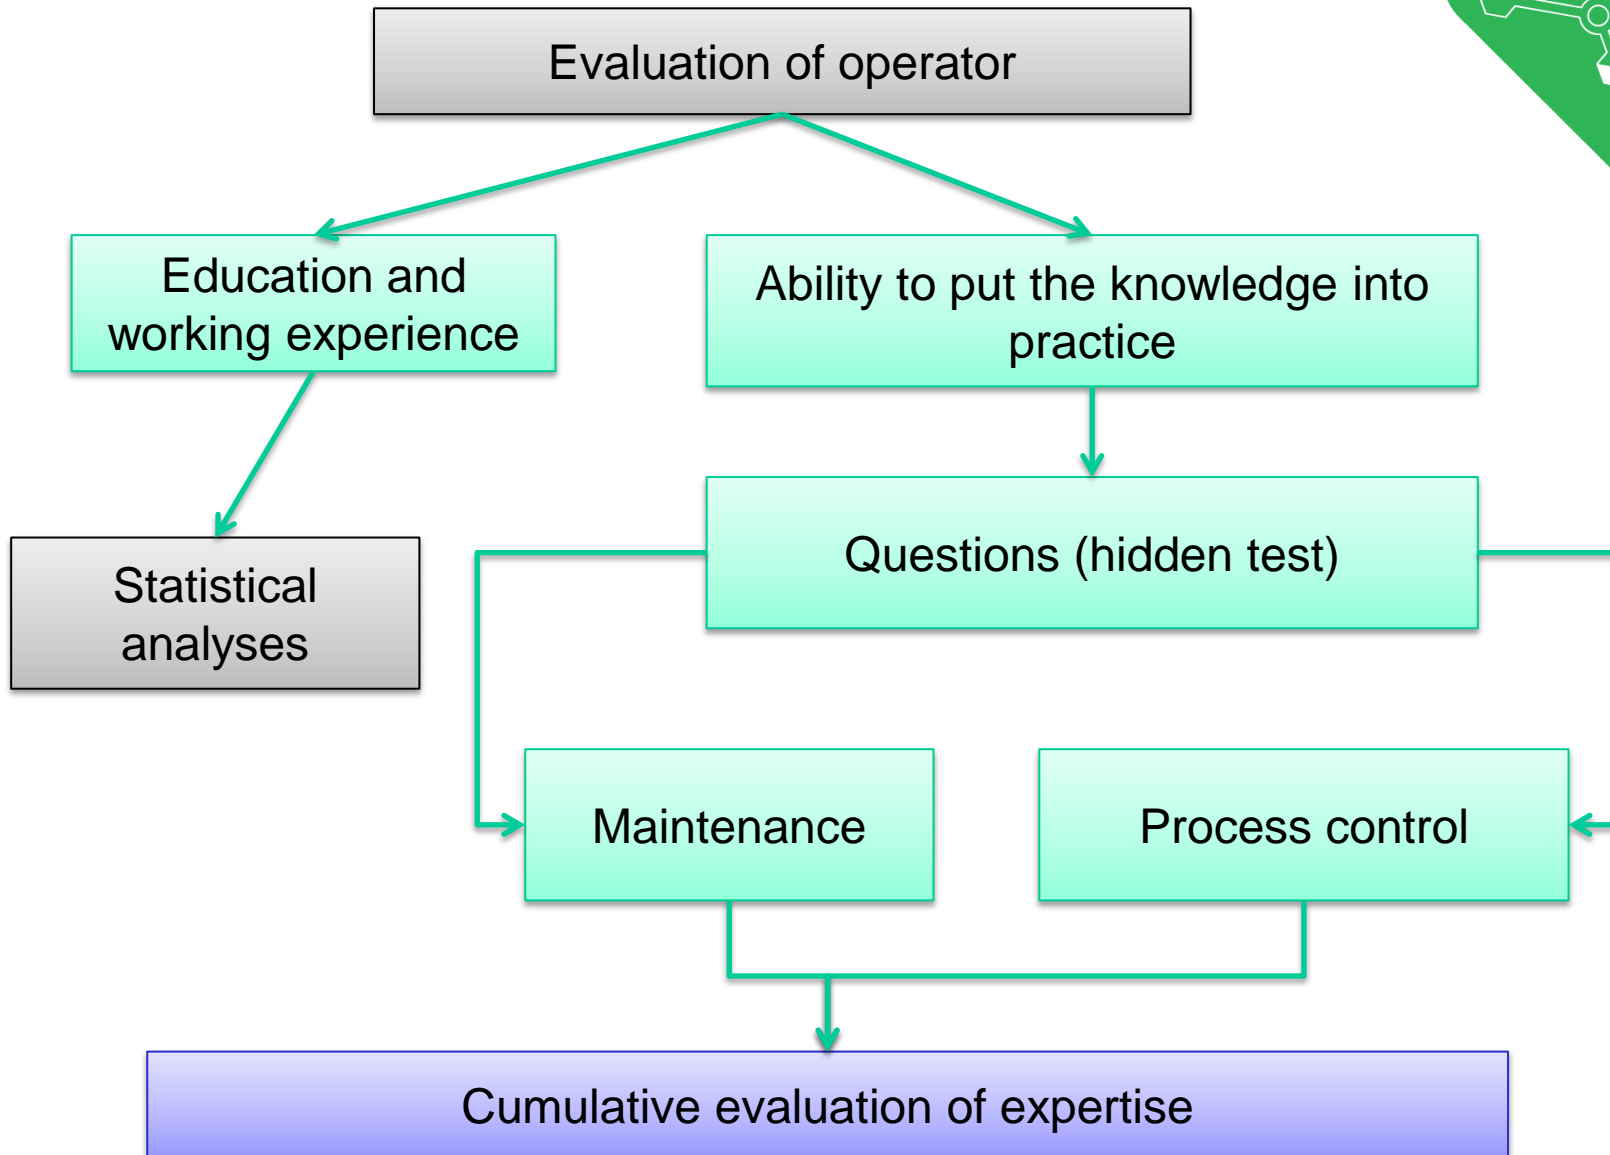 Evaluation of operator
Education and
working experience
Ability to put the knowledge into
practice
Questions (hidden test)
Statistical
analyses
Maintenance
Process control
Cumulative evaluation of expertise